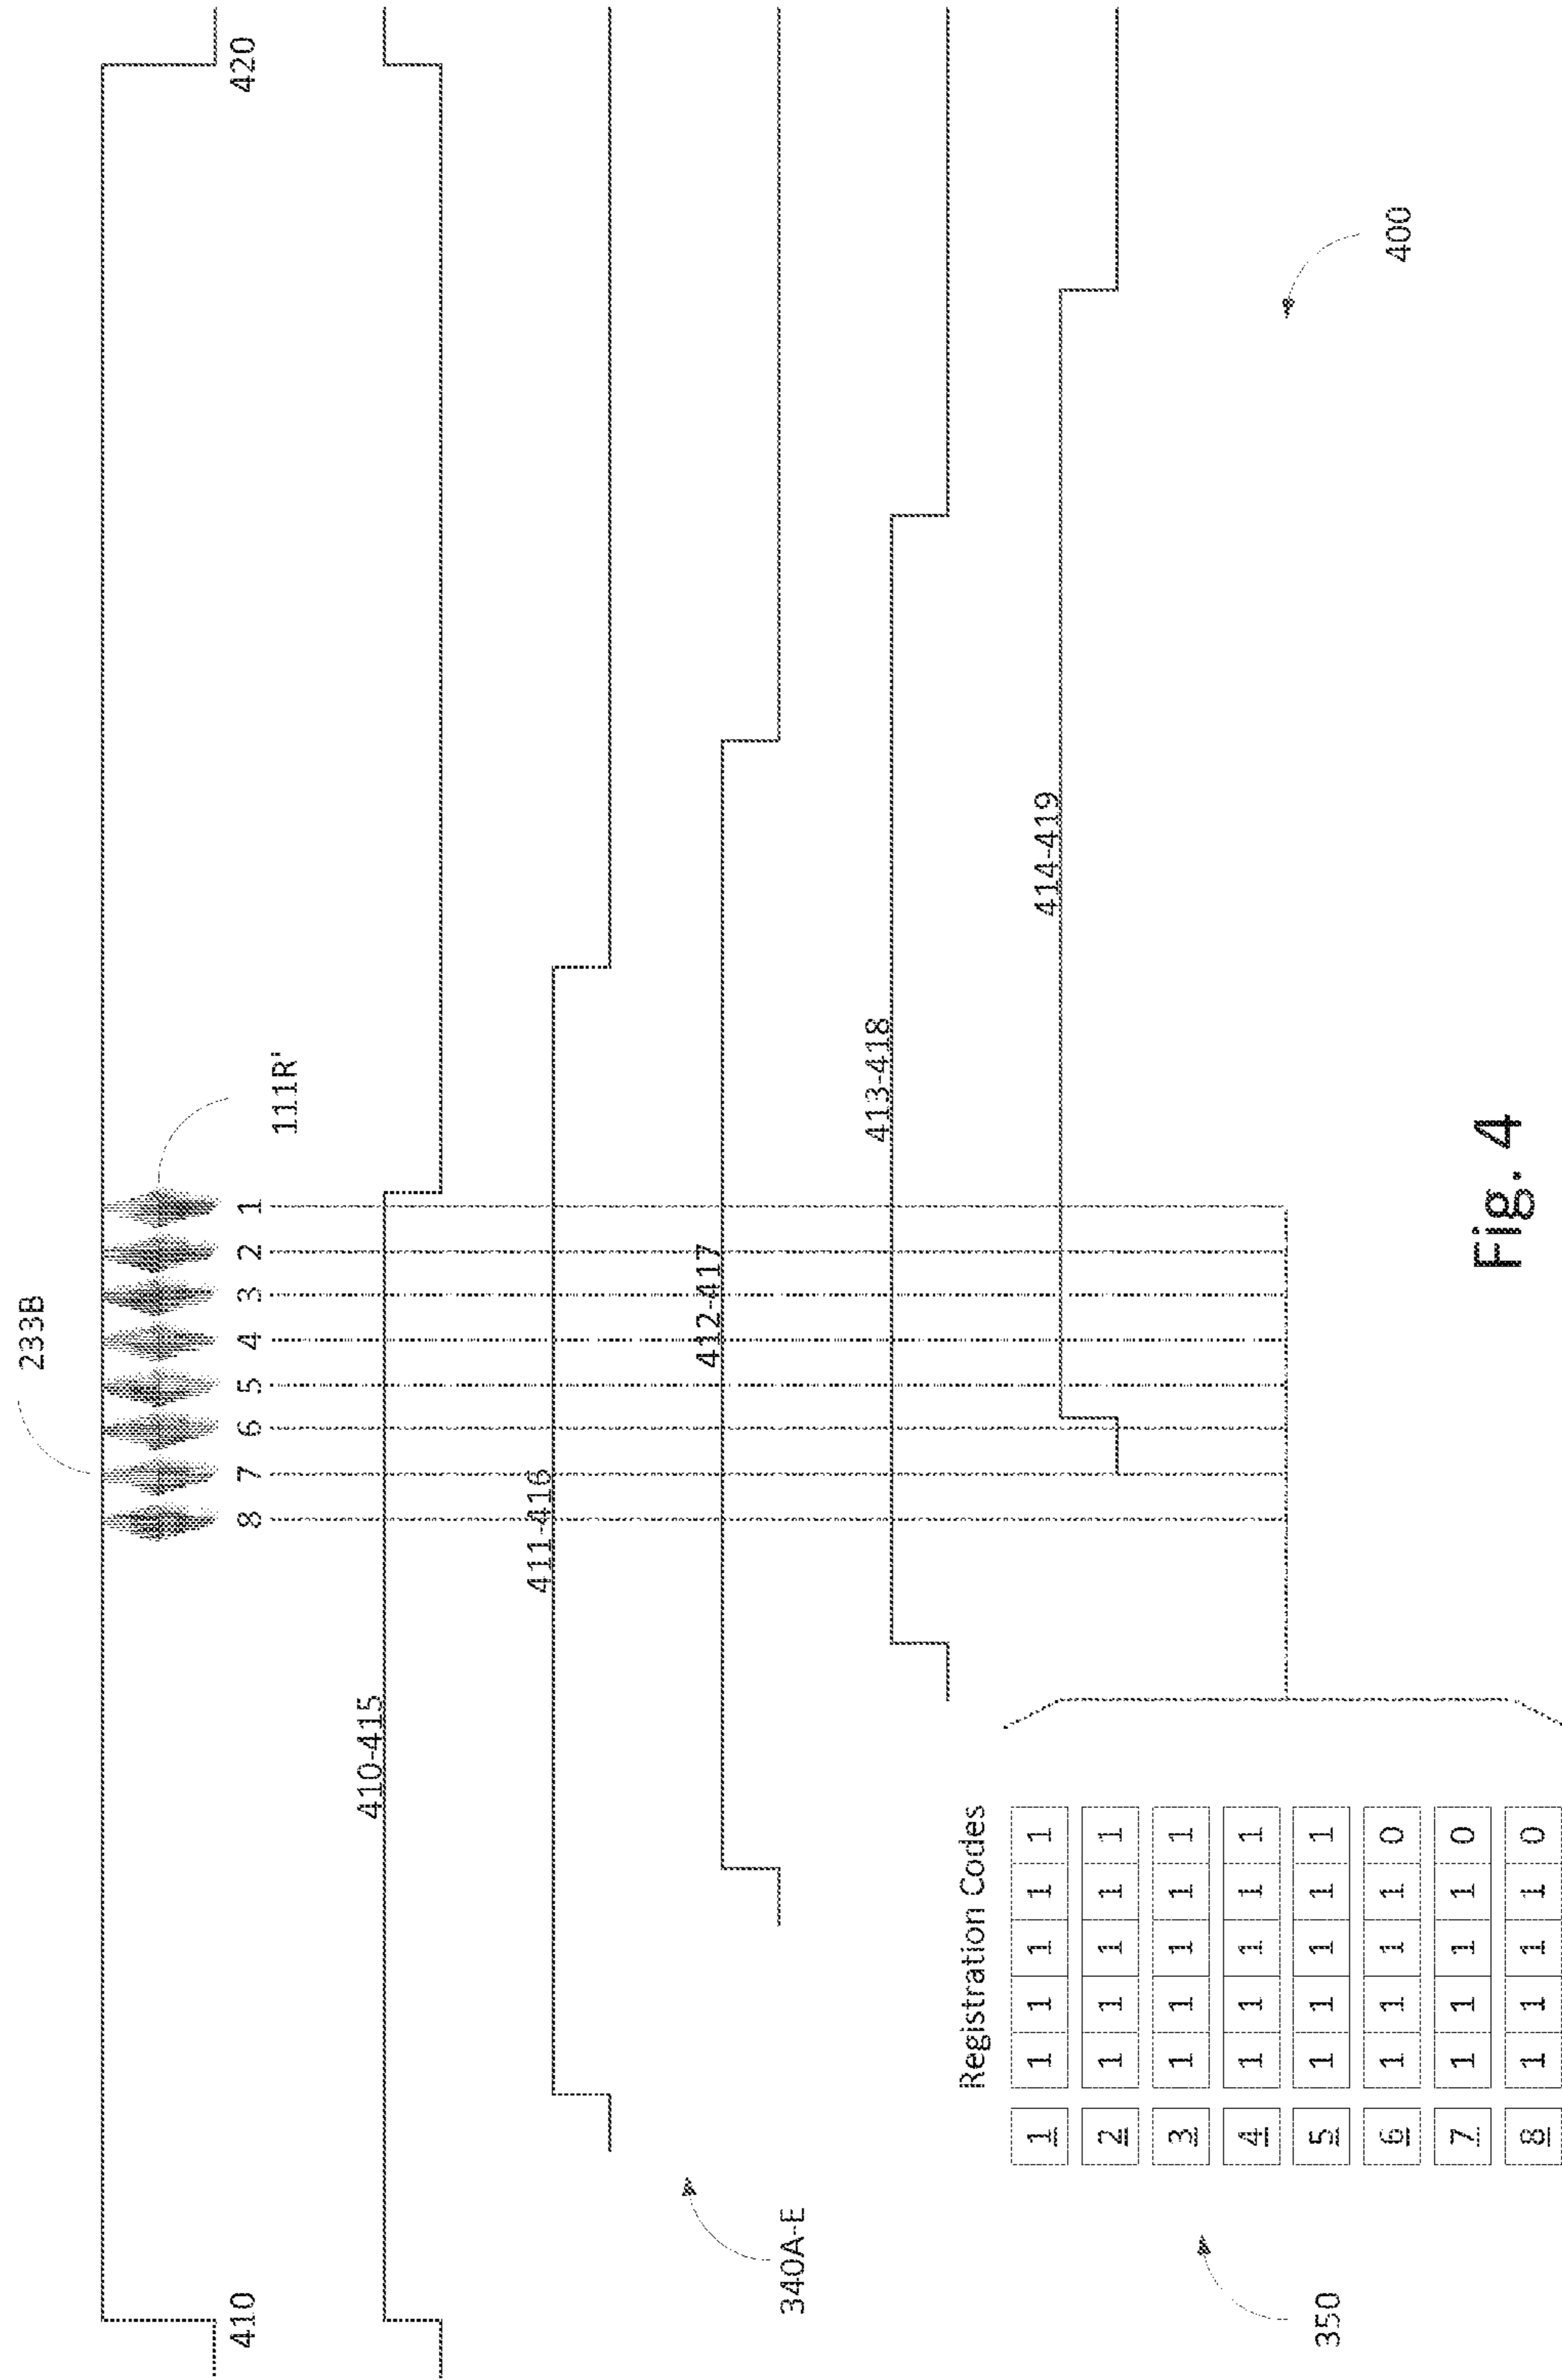 233B
410 8 7 6 5 4 3 2 1 420
111R'
410-415
411-416
412-417
340A-E
413-418
414-419
Registration Codes
1 1 1 1 1 1
2 1 1 1 1 1
3 1 1 1 1 1
4 1 1 1 1 1
5 1 1 1 1 1
6 1 1 1 1 0
7 1 1 1 1 0
8 1 1 1 1 0
350
400
Fig. 4